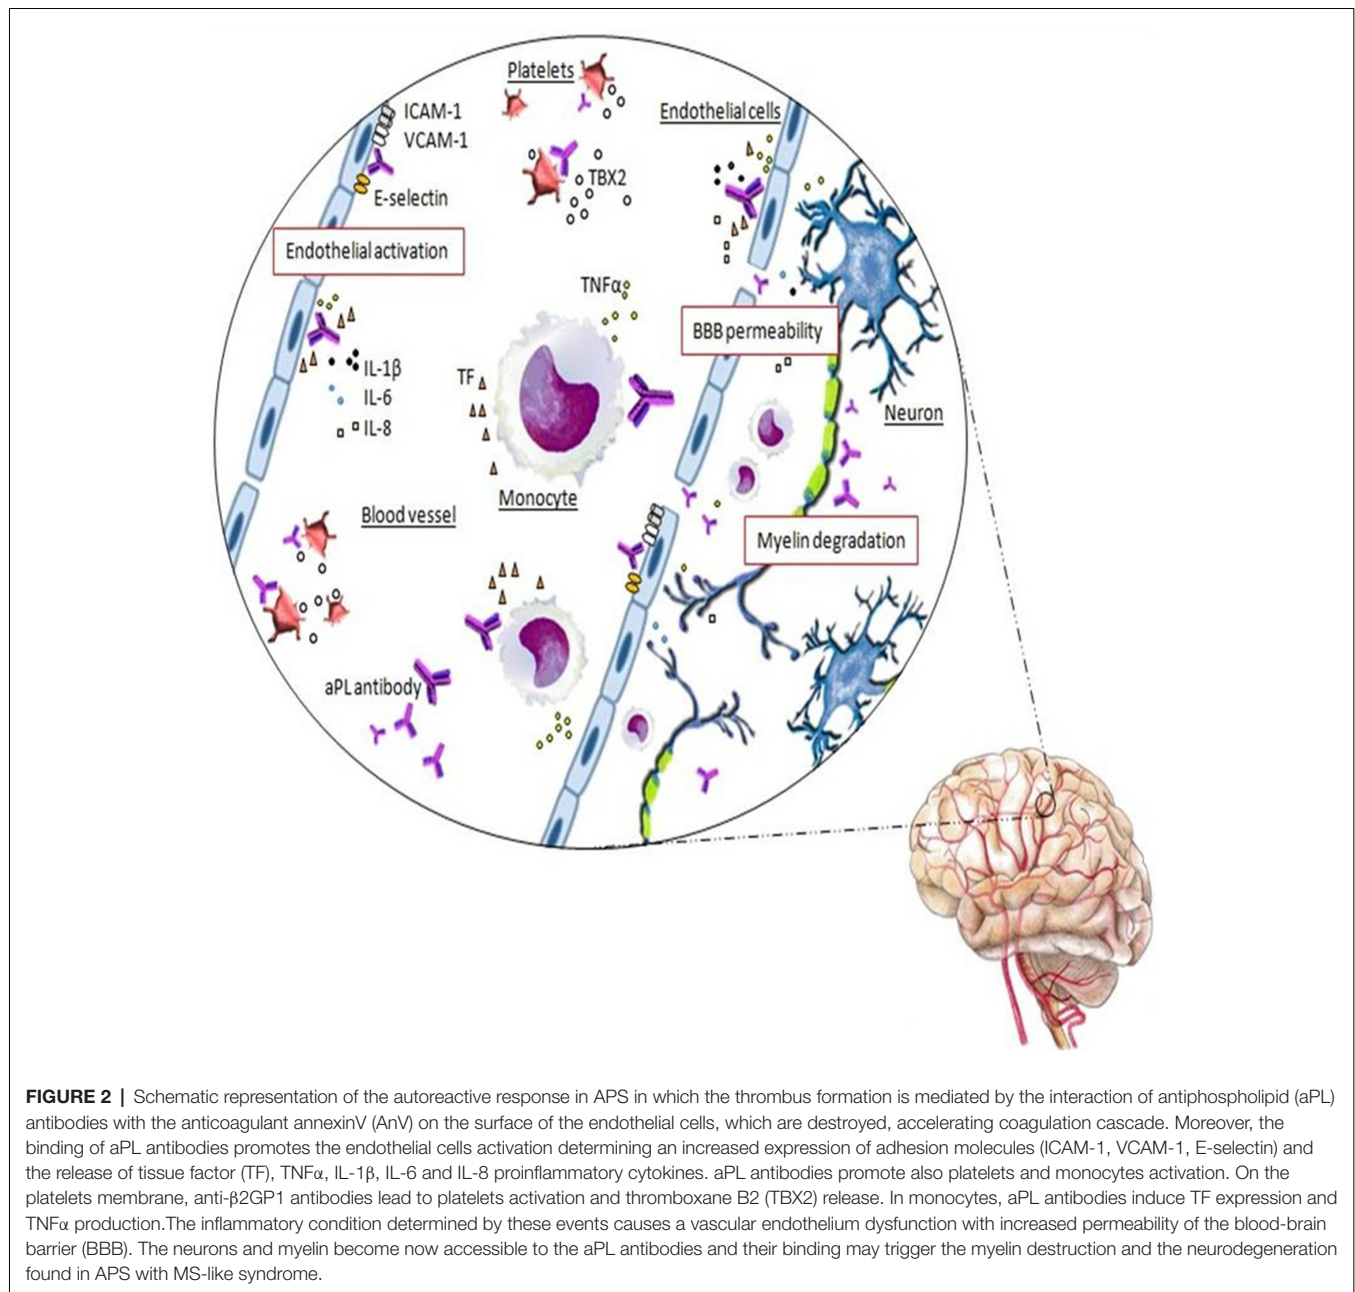 Platelets
ICAM-1
VCAM-1
Endothelial cells
TBX2
E-selectin
Endothelial activation
TNFα
BBB permeability
IL-1β
TF
IL-6
Neuron
IL-8
Monocyte
Blood vessel
Myelin degradation
aPL antibody
FIGURE 2 | Schematic representation of the autoreactive response in APS in which the thrombus formation is mediated by the interaction of antiphospholipid (aPL)
antibodies with the anticoagulant annexinV (AnV) on the surface of the endothelial cells, which are destroyed, accelerating coagulation cascade. Moreover, the
binding of aPL antibodies promotes the endothelial cells activation determining an increased expression of adhesion molecules (ICAM-1, VCAM-1, E-selectin) and
the release of tissue factor (TF), TNFα, IL-1β, IL-6 and IL-8 proinflammatory cytokines. aPL antibodies promote also platelets and monocytes activation. On the
platelets membrane, anti-β2GP1 antibodies lead to platelets activation and thromboxane B2 (TBX2) release. In monocytes, aPL antibodies induce TF expression and
TNFα production.The inflammatory condition determined by these events causes a vascular endothelium dysfunction with increased permeability of the blood-brain
barrier (BBB). The neurons and myelin become now accessible to the aPL antibodies and their binding may trigger the myelin destruction and the neurodegeneration
found in APS with MS-like syndrome.